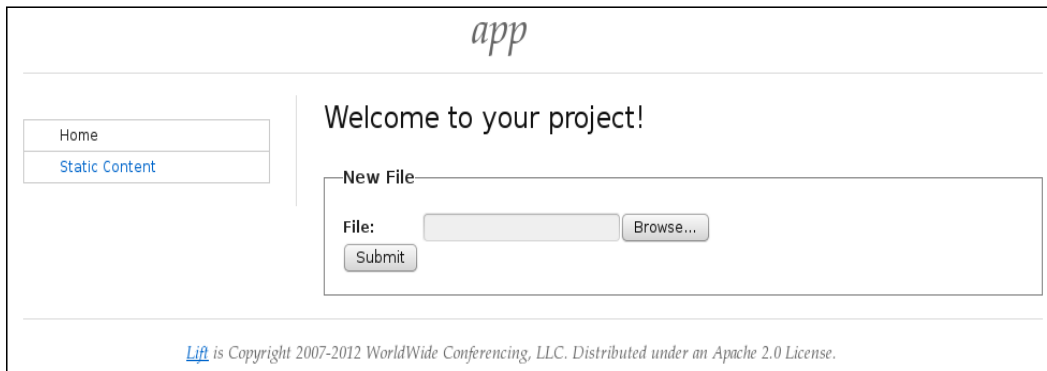 app
Home
Static Content
Welcome to your project!
New File
File:
Browse...
Submit
Lift is Copyright 2007-2012 WorldWide Conferencing, LLC. Distributed under an Apache 2.0 License.